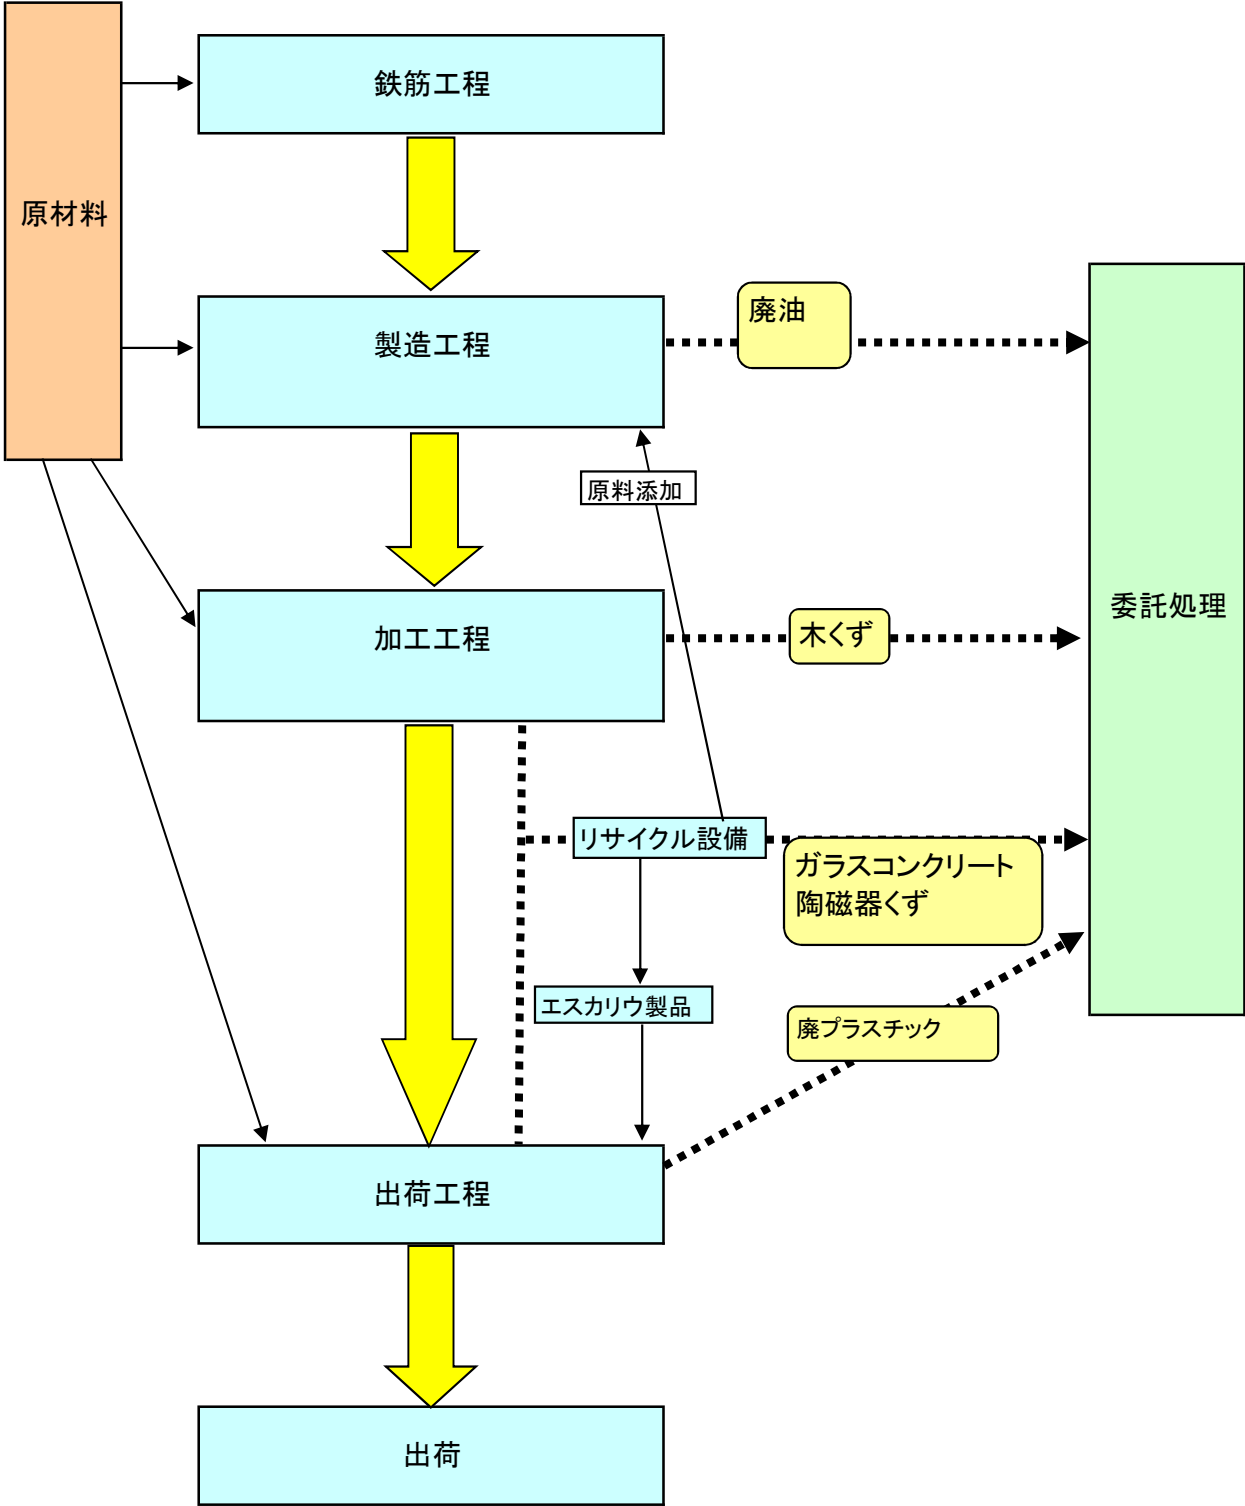 鉄筋工程
原材料
廃油
製造工程
原料添加
委託処理
木くず
加工工程
リサイクル設備
ガラスコンクリート
陶磁器くず
エスカリウ製品
廃プラスチック
出荷工程
出荷